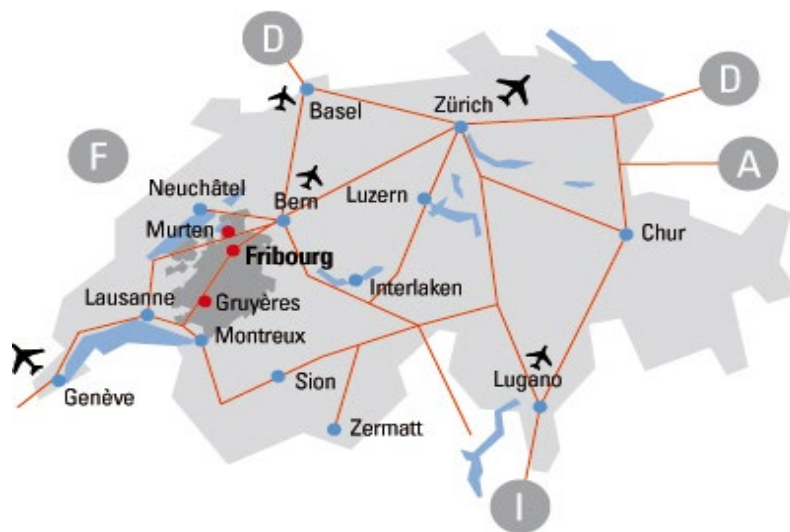 D
Basel
Zürich
D
F
A
Neuchâtel
Bern
Luzern
Murten
Fribourg
Chur
Interlaken
Lausanne
Gruyères
Montreux
Genève
Sion
Lugano
Zermatt
I